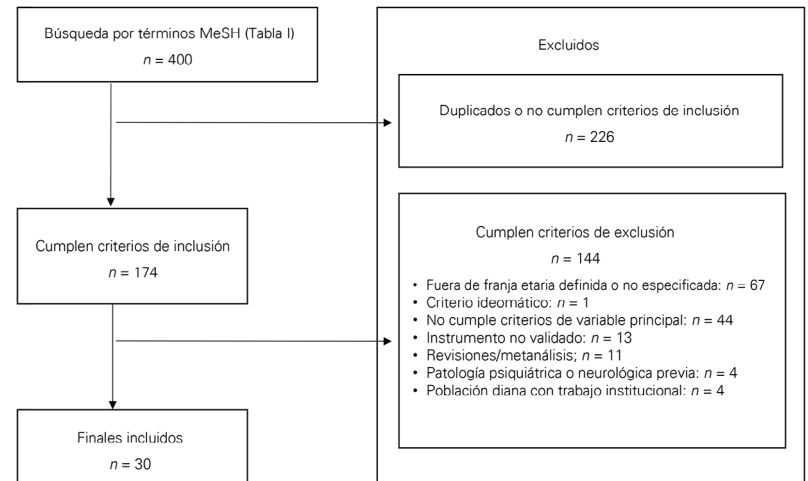 Búsqueda por términos MeSH (Tabla I)
n = 400
Excluidos
Duplicados o no cumplen criterios de inclusión
n = 226
Cumplen criterios de inclusión
n = 174
Cumplen criterios de exclusión
n = 144
• Fuera de franja etaria definida o no especificada: n = 67
• Criterio ideomático: n = 1
• No cumple criterios de variable principal: n = 44
• Instrumento no validado: n = 13
• Revisiones/metanálisis; n = 11
• Patología psiquiátrica o neurológica previa: n = 4
• Población diana con trabajo institucional: n = 4
Finales incluidos
n = 30